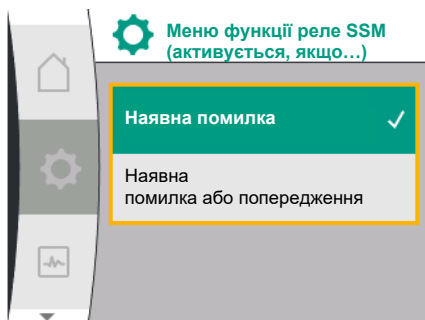 Меню функції реле SSM
(активується, якщо…)
Наявна помилка
Наявна
помилка або попередження